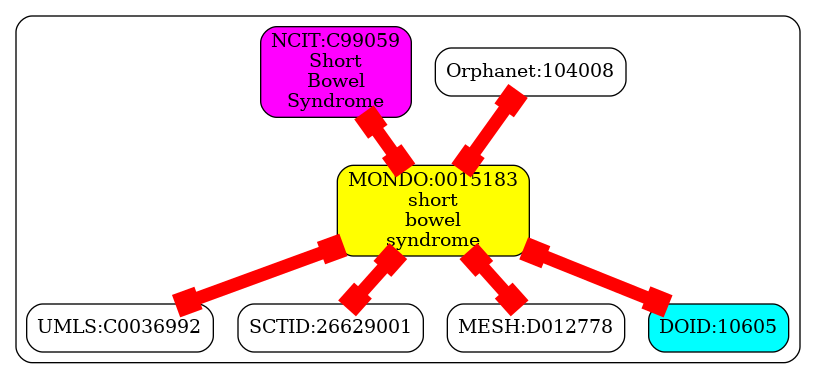 NCIT:C99059
Short
Bowel
Syndrome
Orphanet:104008
MONDO:0015183
short
bowel
syndrome
UMLS:C0036992
SCTID:26629001
MESH:D012778
DOID:10605